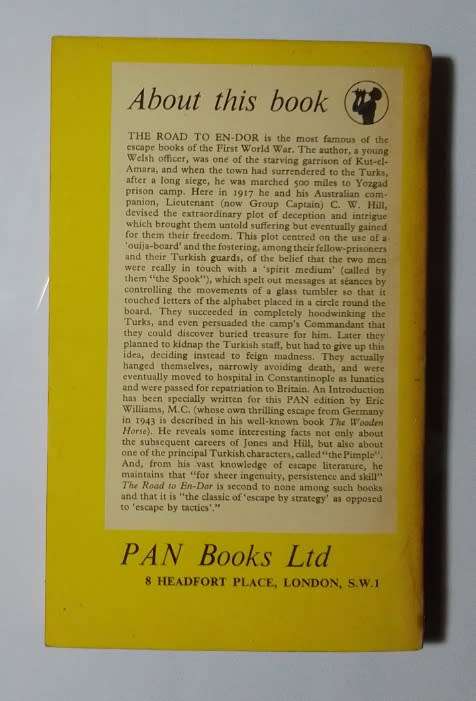 About this book
THE ROAD TO EN-DOR is the most famous of the
escape books of the First World War. The author, a young
Welsh officer, was one of the starving garrison of Kut-el-
Amara, and when the town had surrendered to the Turks,
after a long siege, he was marched 500 miles to Yozgad
prison camp. Here in 1917 he and his Australian com-
panion, Lieutenant (now Group Captain) C. W. Hill,
devised the extraordinary plot of deception and intrigue
which brought them untold suffering but eventually gained
for them their freedom. This plot centred on the use of a
'ouija-board' and the fostering, among their fellow-prisoners
and their Turkish guards, of the belief that the two men
were really in touch with a 'spirit medium' (called by
them "the Spook"), which spelt out messages at séances by
controlling the movements of a glass tumbler so that it
touched letters of the alphabet placed in a circle round the
board. They succeeded in completely hoodwinking the
Turks, and even persuaded the camp's Commandant that
they could discover buried treasure for him. Later they
planned to kidnap the Turkish staff, but had to give up this
idea, deciding instead to feign madness. They actually
hanged themselves, narrowly avoiding death, and were
eventually moved to hospital in Constantinople as lunatics
and were passed for repatriation to Britain. An Introduction
has been specially written for this PAN edition by Eric
Williams, M.C. (whose own thrilling escape from Germany
in 1943 is described in his well-known book The Wooden
Horse). He reveals some interesting facts not only about
the subsequent careers of Jones and Hill, but also about
one of the principal Turkish characters, called "the Pimple".
And, from his vast knowledge of escape literature, he
maintains that "for sheer ingenuity, persistence and skill"
The Road to En-Dor is second to none among such books
and that it is "the classic of 'escape by strategy' as opposed
to 'escape by tactics'."
PAN Books Ltd
8 HEADFORT PLACE, LONDON, S.W.1